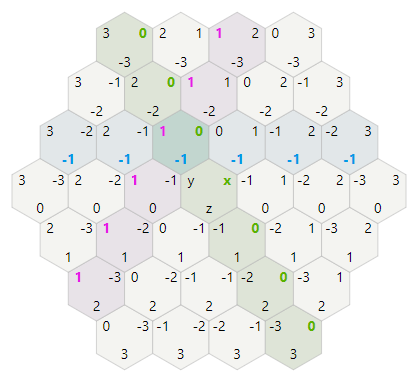 3 0 2 1 1 2 0 3
-3 -3 -3 -3
3 -1 2 0 1 1 0 2 -1 3
-2 -2 -2 -2 -2
3 -2 2 -1 1 0 0 1 -1 2 -2 3
-1 -1 -1 -1 -1 -1
3 -3 2 -2 1 -1 y x -1 1 -2 2 -3 3
0 0 0 z 0 0 0
2 -3 1 -2 0 -1 -1 0 -2 1 -3 2
1 1 1 1 1 1
1 -3 0 -2 -1 -1 -2 0 -3 1
2 2 2 2 2
0 -3 -1 -2 -2 -1 -3 0
3 3 3 3